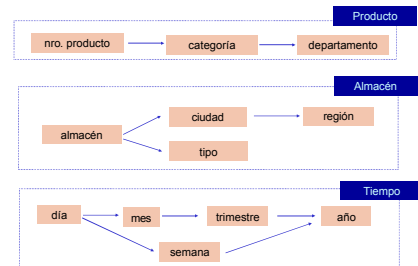 Producto
nro. producto
categoría
departamento
Almacén
ciudad
región
almacén
tipo
Tiempo
día
mes
trimestre
año
semana